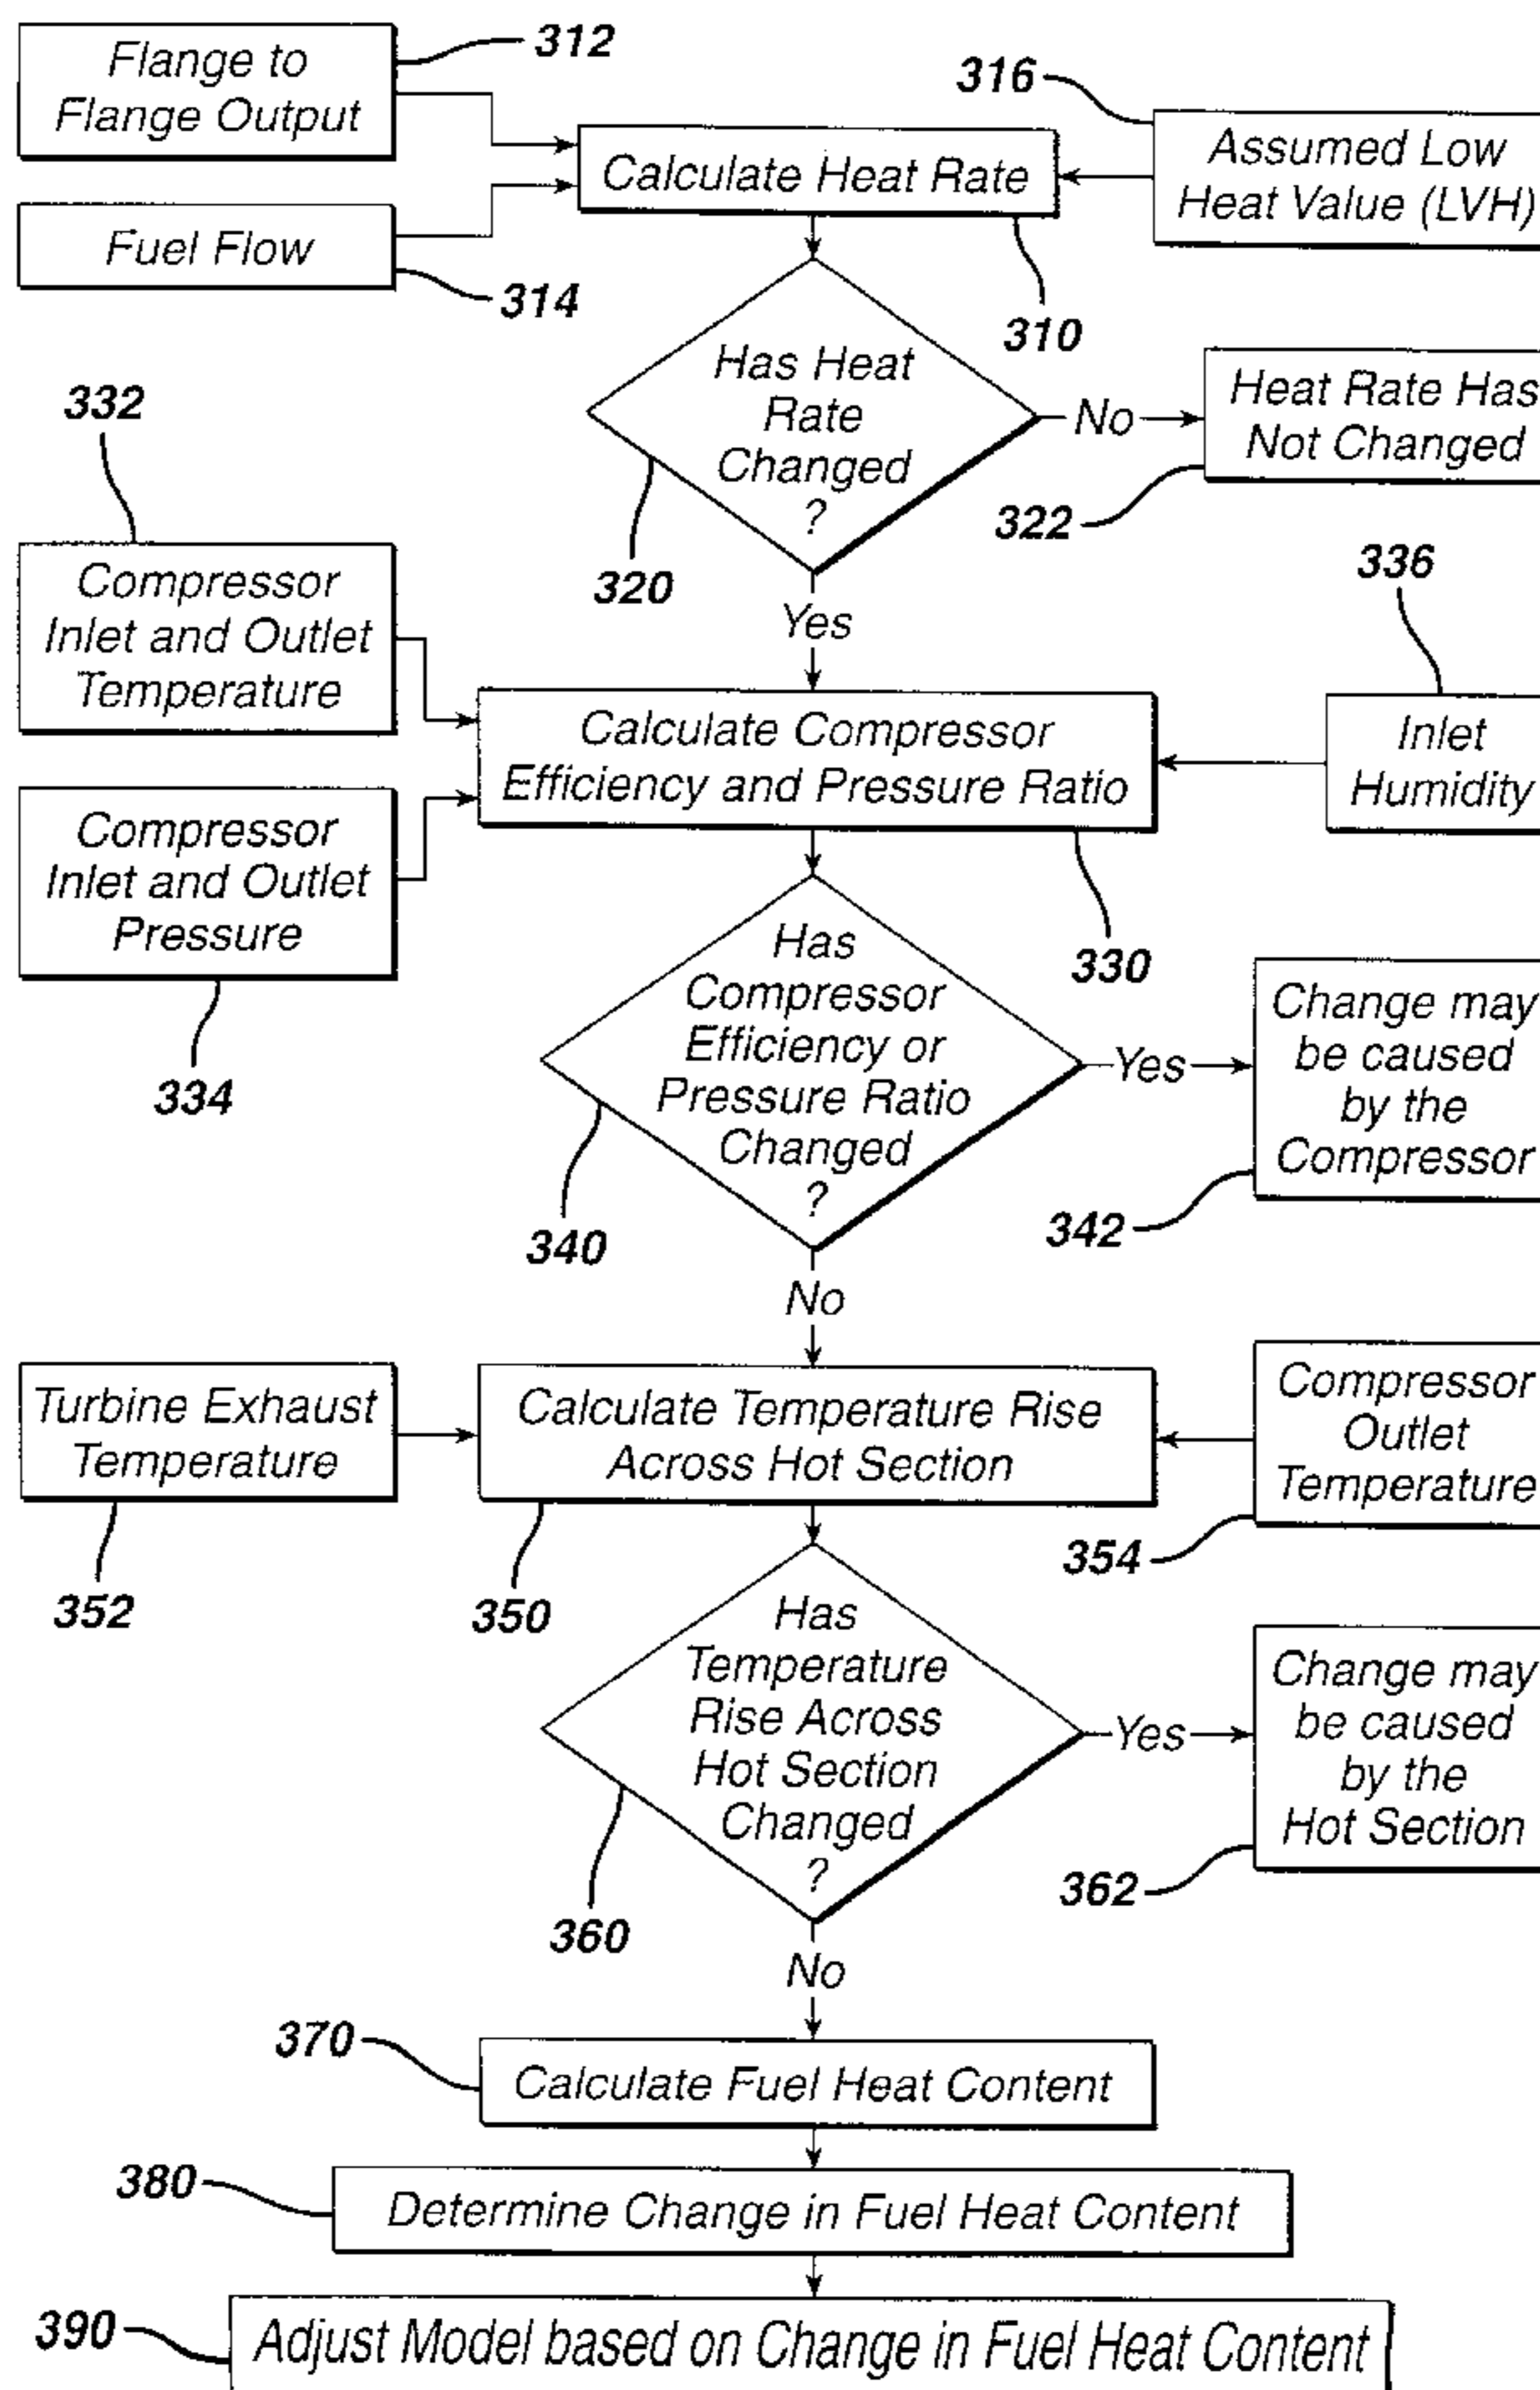 Flange to
Flange Output
312
316
Assumed Low
Heat Value (LVH)
Calculate Heat Rate
Fuel Flow
314
310
Has Heat
Rate
Changed
?
No
Heat Rate Has
Not Changed
322
320
Yes
332
Compressor
Inlet and Outlet
Temperature
336
Inlet
Humidity
Calculate Compressor
Efficiency and Pressure Ratio
Compressor
Inlet and Outlet
Pressure
334
330
Has
Compressor
Efficiency or
Pressure Ratio
Changed
?
Yes
Change may
be caused
by the
Compressor
342
340
No
Turbine Exhaust
Temperature
352
Calculate Temperature Rise
Across Hot Section
350
Compressor
Outlet
Temperature
354
Has
Temperature
Rise Across
Hot Section
Changed
?
Yes
Change may
be caused
by the
Hot Section
362
360
No
370
Calculate Fuel Heat Content
380
Determine Change in Fuel Heat Content
390
Adjust Model based on Change in Fuel Heat Content